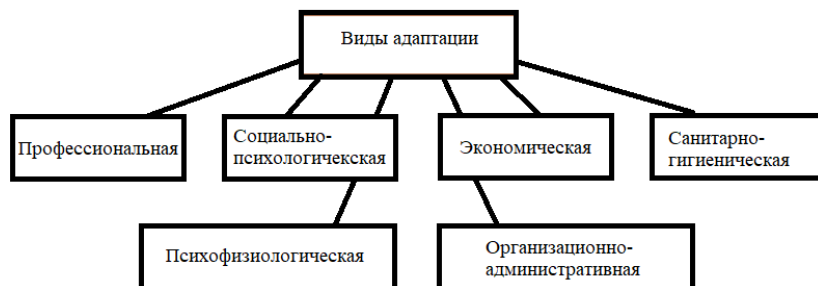 Виды адаптации
Профессиональная
Социально-
психологичекская
Экономическая
Санитарно-
гигиеническая
Психофизиологическая
Организационно-
административная